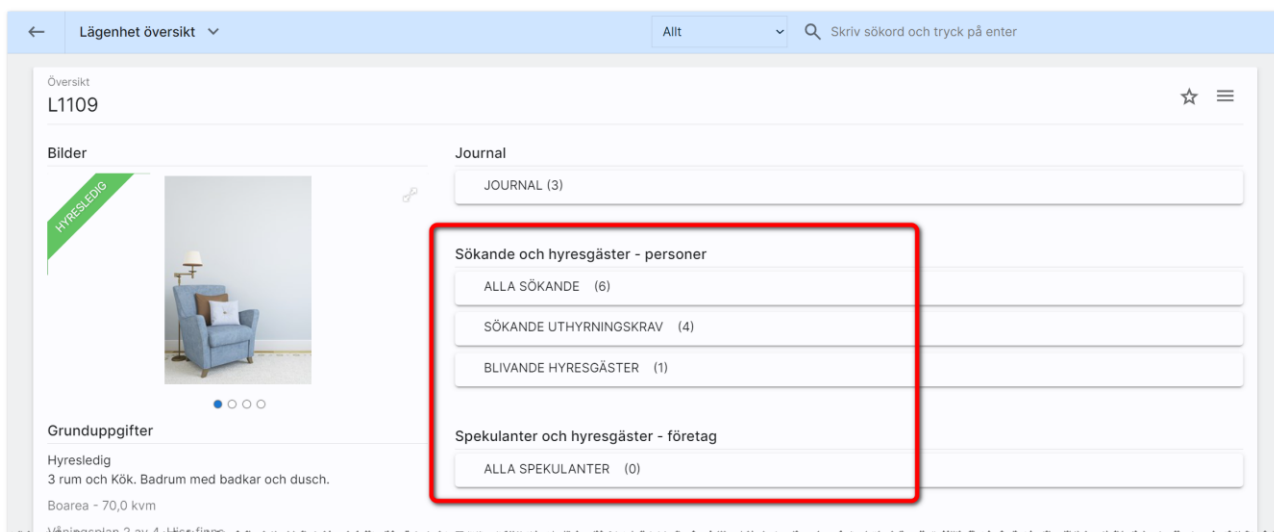 Lägenhet översikt
Allt
Skriv sökord och tryck på enter
Översikt
L1109
Bilder
HYRESLEDIG
Grunduppgifter
Hyresledig
3 rum och Kök. Badrum med badkar och dusch.
Boarea - 70,0 kvm
Journal
JOURNAL (3)
Sökande och hyresgäster - personer
ALLA SÖKANDE (6)
SÖKANDE UTHYRNINGSKRAV (4)
BLIVANDE HYRESGÄSTER (1)
Spekulanter och hyresgäster - företag
ALLA SPEKULANTER (0)